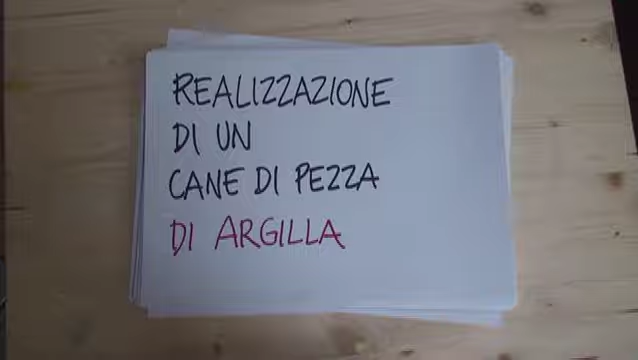 REALIZZAZIONE
DI UN
CANE DI PEZZA
DI ARGILLA